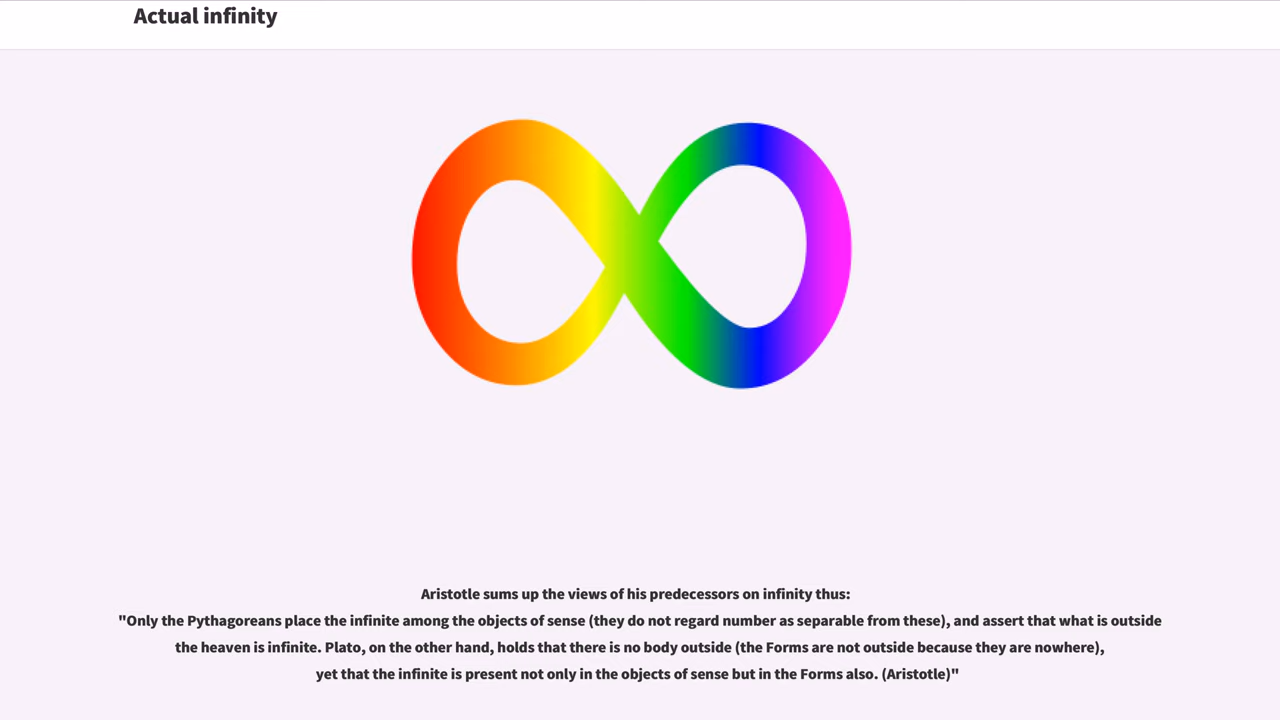 Actual infinity
Aristotle sums up the views of his predecessors on infinity thus:
"Only the Pythagoreans place the infinite among the objects of sense (they do not regard number as separable from these), and assert that what is outside
the heaven is infinite. Plato, on the other hand, holds that there is no body outside (the Forms are not outside because they are nowhere),
yet that the infinite is present not only in the objects of sense but in the Forms also. (Aristotle)"